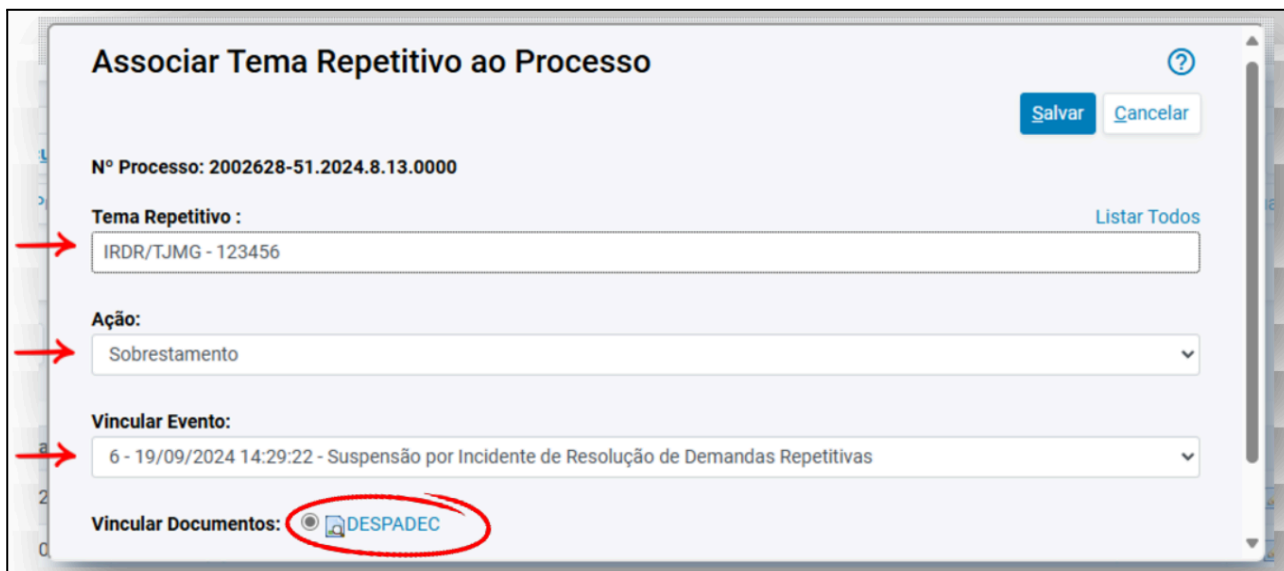 Associar Tema Repetitivo ao Processo
Salvar Cancelar
Nº Processo: 2002628-51.2024.8.13.0000
Tema Repetitivo : Listar Todos
IRDR/TJMG - 123456
Ação:
Sobrestamento
Vincular Evento:
6 - 19/09/2024 14:29:22 - Suspensão por Incidente de Resolução de Demandas Repetitivas
Vincular Documentos: DESPADEC